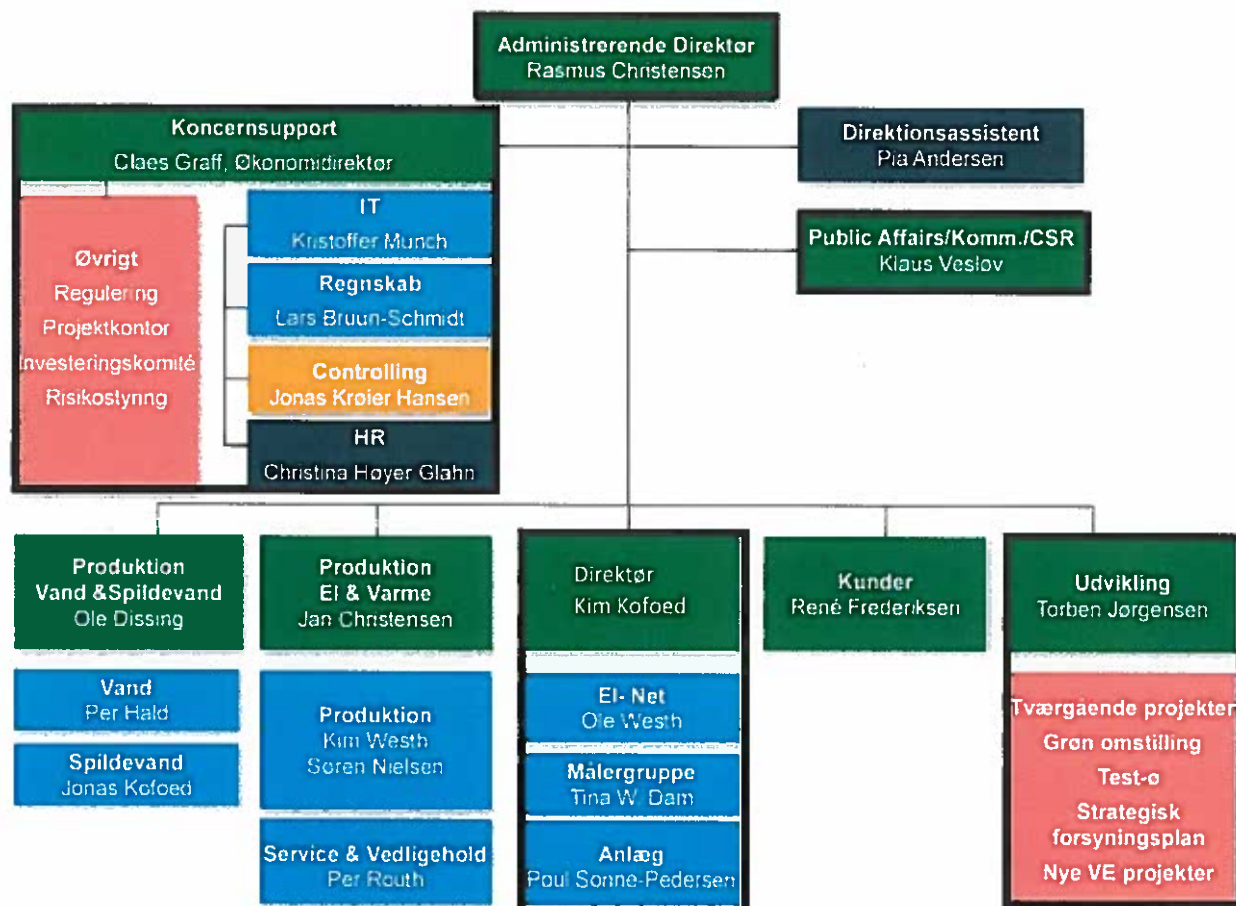 Administrerende Direktør
Rasmus Christensen
Koncernsupport
Claes Graff, Økonomidirektør
Direktionsassistent
Pia Andersen
Public Affairs/Komm./CSR
Klaus Vesløv
Øvrigt
Regulering
Projektkontor
Investeringskomité
Risikostyring
IT
Kristoffer Munch
Regnskab
Lars Bruun-Schmidt
Controlling
Jonas Krøier Hansen
HR
Christina Høyer Glahn
Produktion
Vand &Spildevand
Ole Dissing
Vand
Per Hald
Spildevand
Jonas Kofoed
Produktion
El & Varme
Jan Christensen
Produktion
Kim Westh
Søren Nielsen
Service & Vedligehold
Per Routh
Direktør
Kim Kofoed
El- Net
Ole Westh
Målergruppe
Tina W. Dam
Anlæg
Poul Sonne-Pedersen
Kunder
René Frederiksen
Udvikling
Torben Jørgensen
Tværgående projekter
Grøn omstilling
Test-ø
Strategisk
forsyningsplan
Nye VE projekter